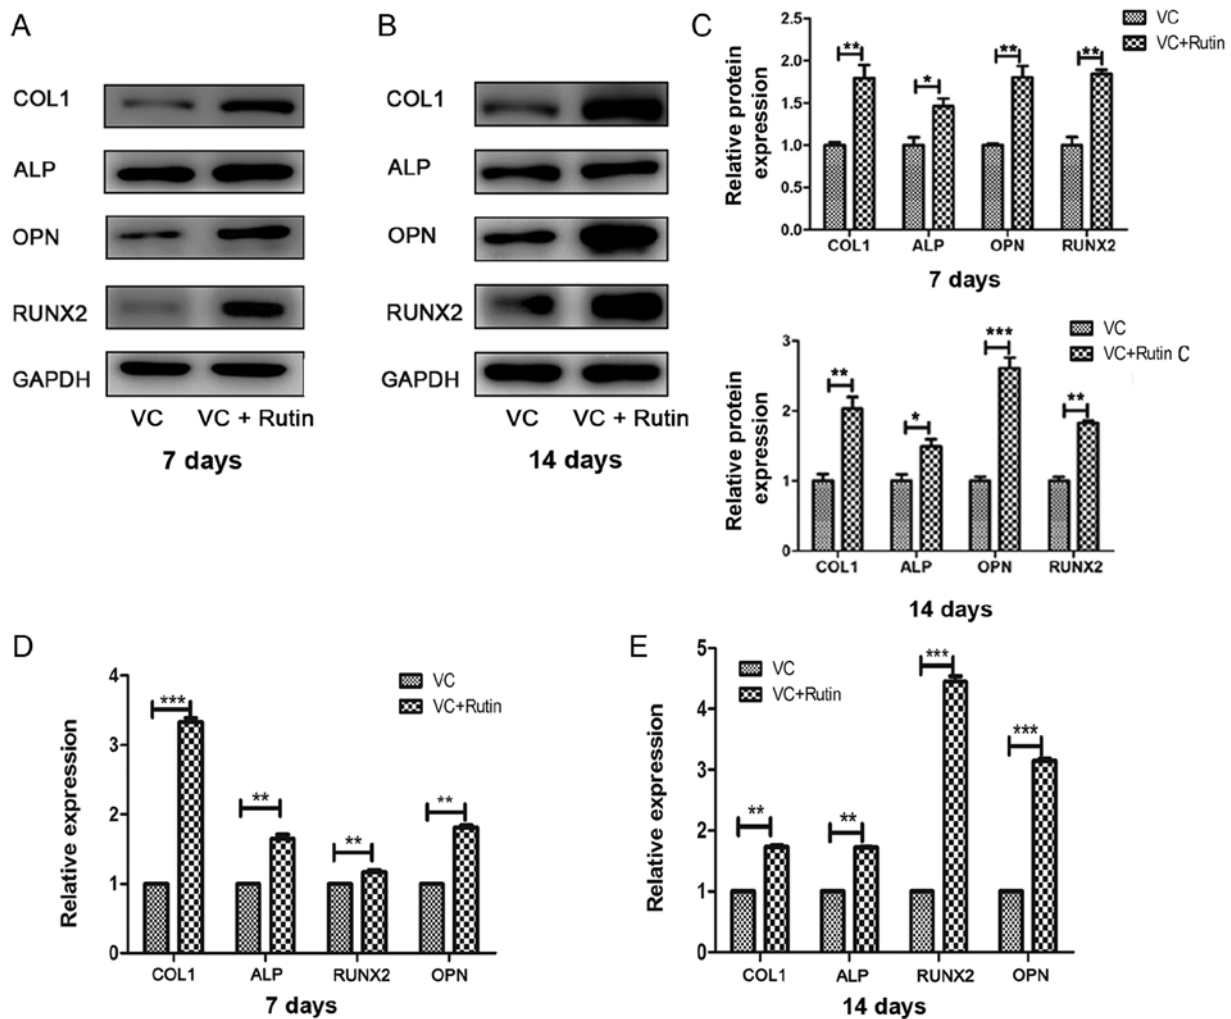 A
COL1
ALP
OPN
RUNX2
GAPDH
VC VC + Rutin
7 days
B
COL1
ALP
OPN
RUNX2
GAPDH
VC VC + Rutin
14 days
C
VC
VC+Rutin
Relative protein
expression
2.5
2.0
1.5
1.0
0.5
0.0
** * ** **
COL1 ALP OPN RUNX2
7 days
VC
VC+Rutin C
Relative protein
expression
3
2
1
0
** * *** **
COL1 ALP OPN RUNX2
14 days
D
VC
VC+Rutin
Relative expression
4
3
2
1
0
*** ** ** **
COL1 ALP RUNX2 OPN
7 days
E
VC
VC+Rutin
Relative expression
5
4
3
2
1
0
** ** *** ***
COL1 ALP RUNX2 OPN
14 days